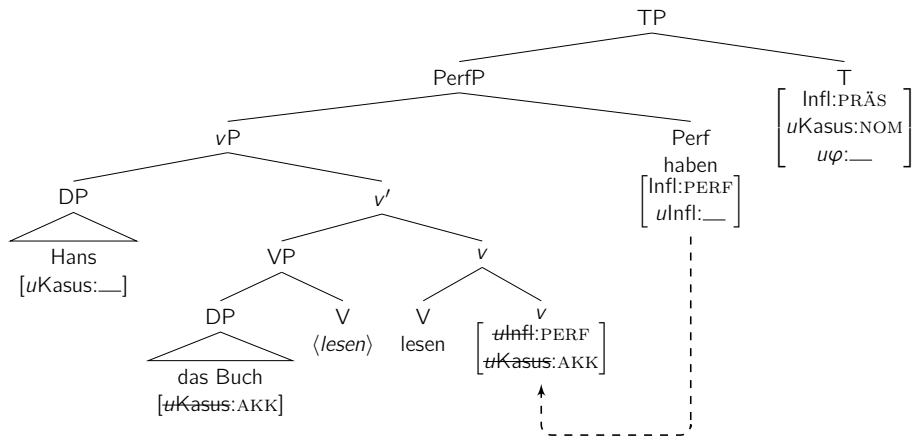 TP
PerfP T
[Infl:PRÄS
uKasus:NOM
uφ:__]
vP Perf
haben
[Infl:PERF
uInfl:__]
DP v′
Hans
[uKasus:__]
VP v
DP V V v
das Buch
[uKasus:AKK]
⟨lesen⟩ lesen
[uInfl:PERF
uKasus:AKK]